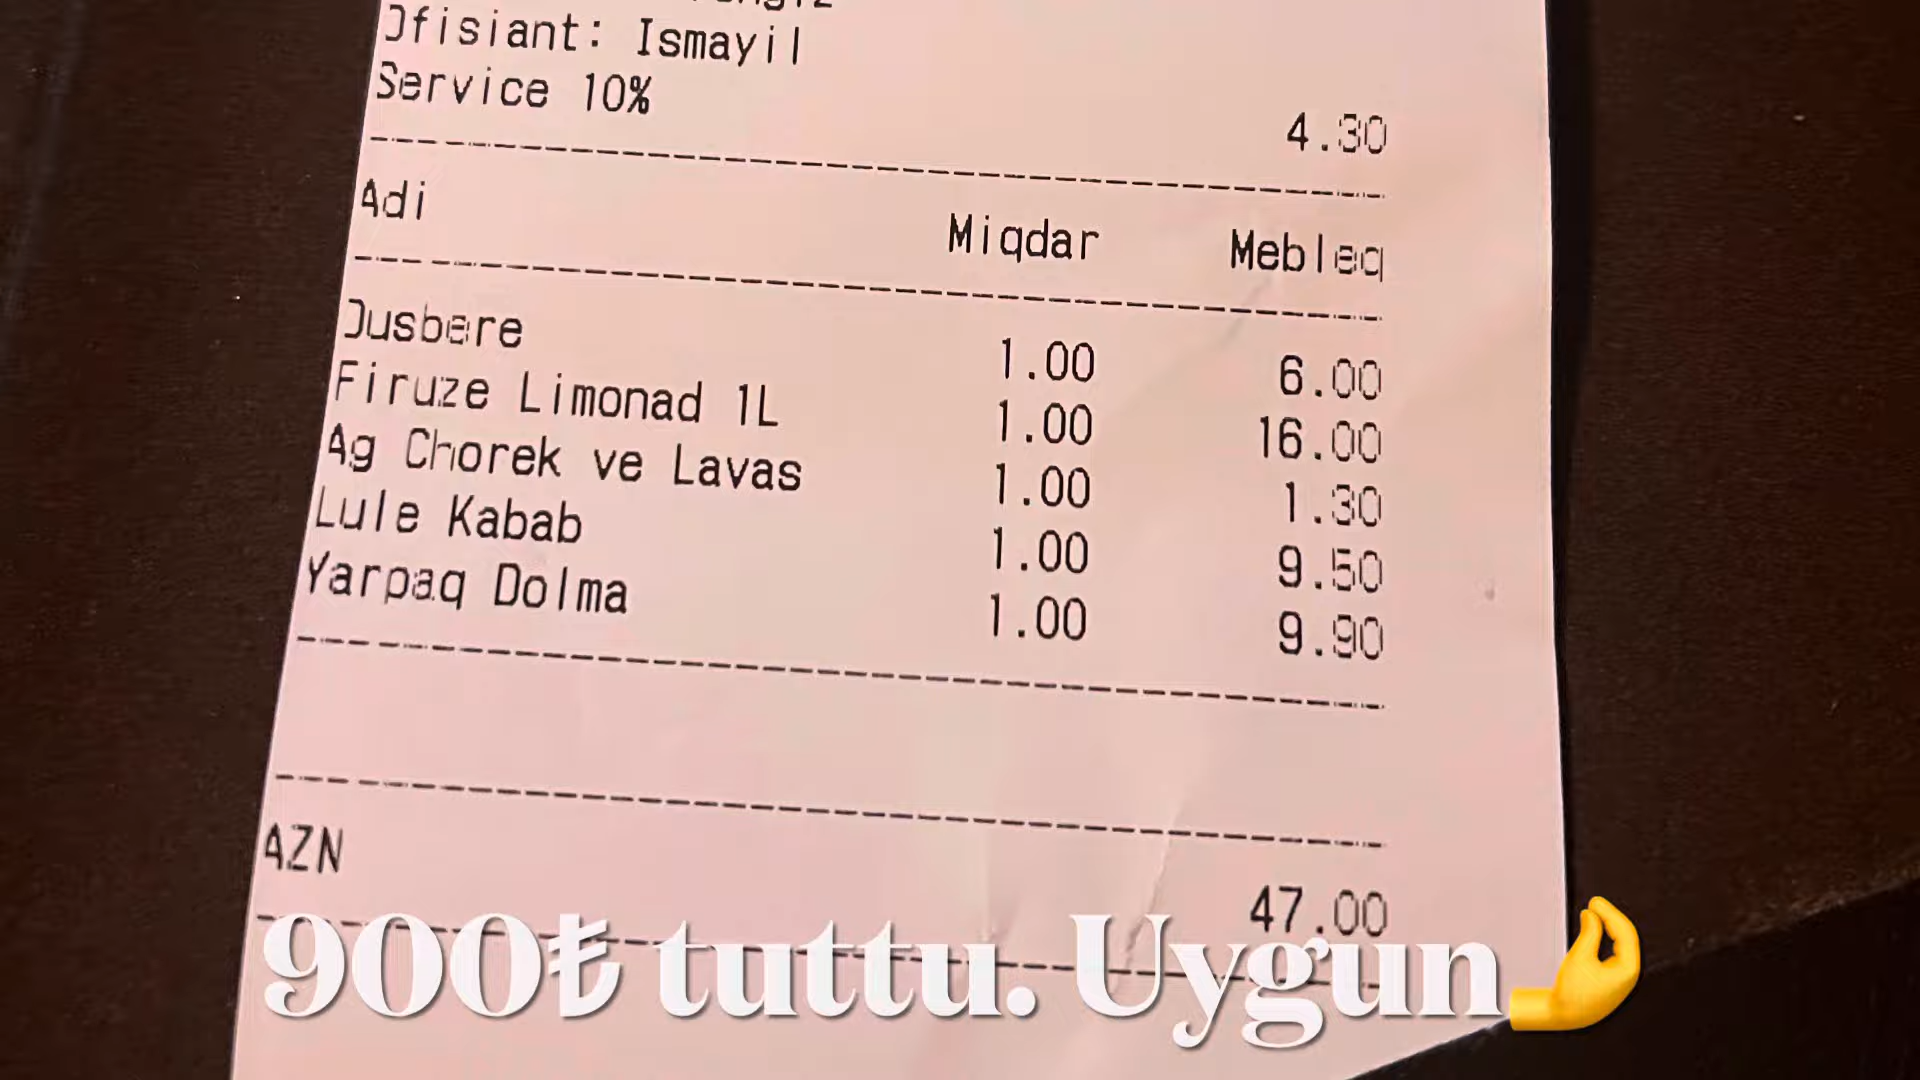 Ofisiant: Ismayil
Service 10% 4.30
Adi Miqdar Mebleq
Dusbere 1.00 6.00
Firuze Limonad 1L 1.00 16.00
Ag Chorek ve Lavas 1.00 1.30
Lule Kabab 1.00 9.50
Yarpaq Dolma 1.00 9.90
AZN 47.00
900₺ tuttu. Uygun🤌